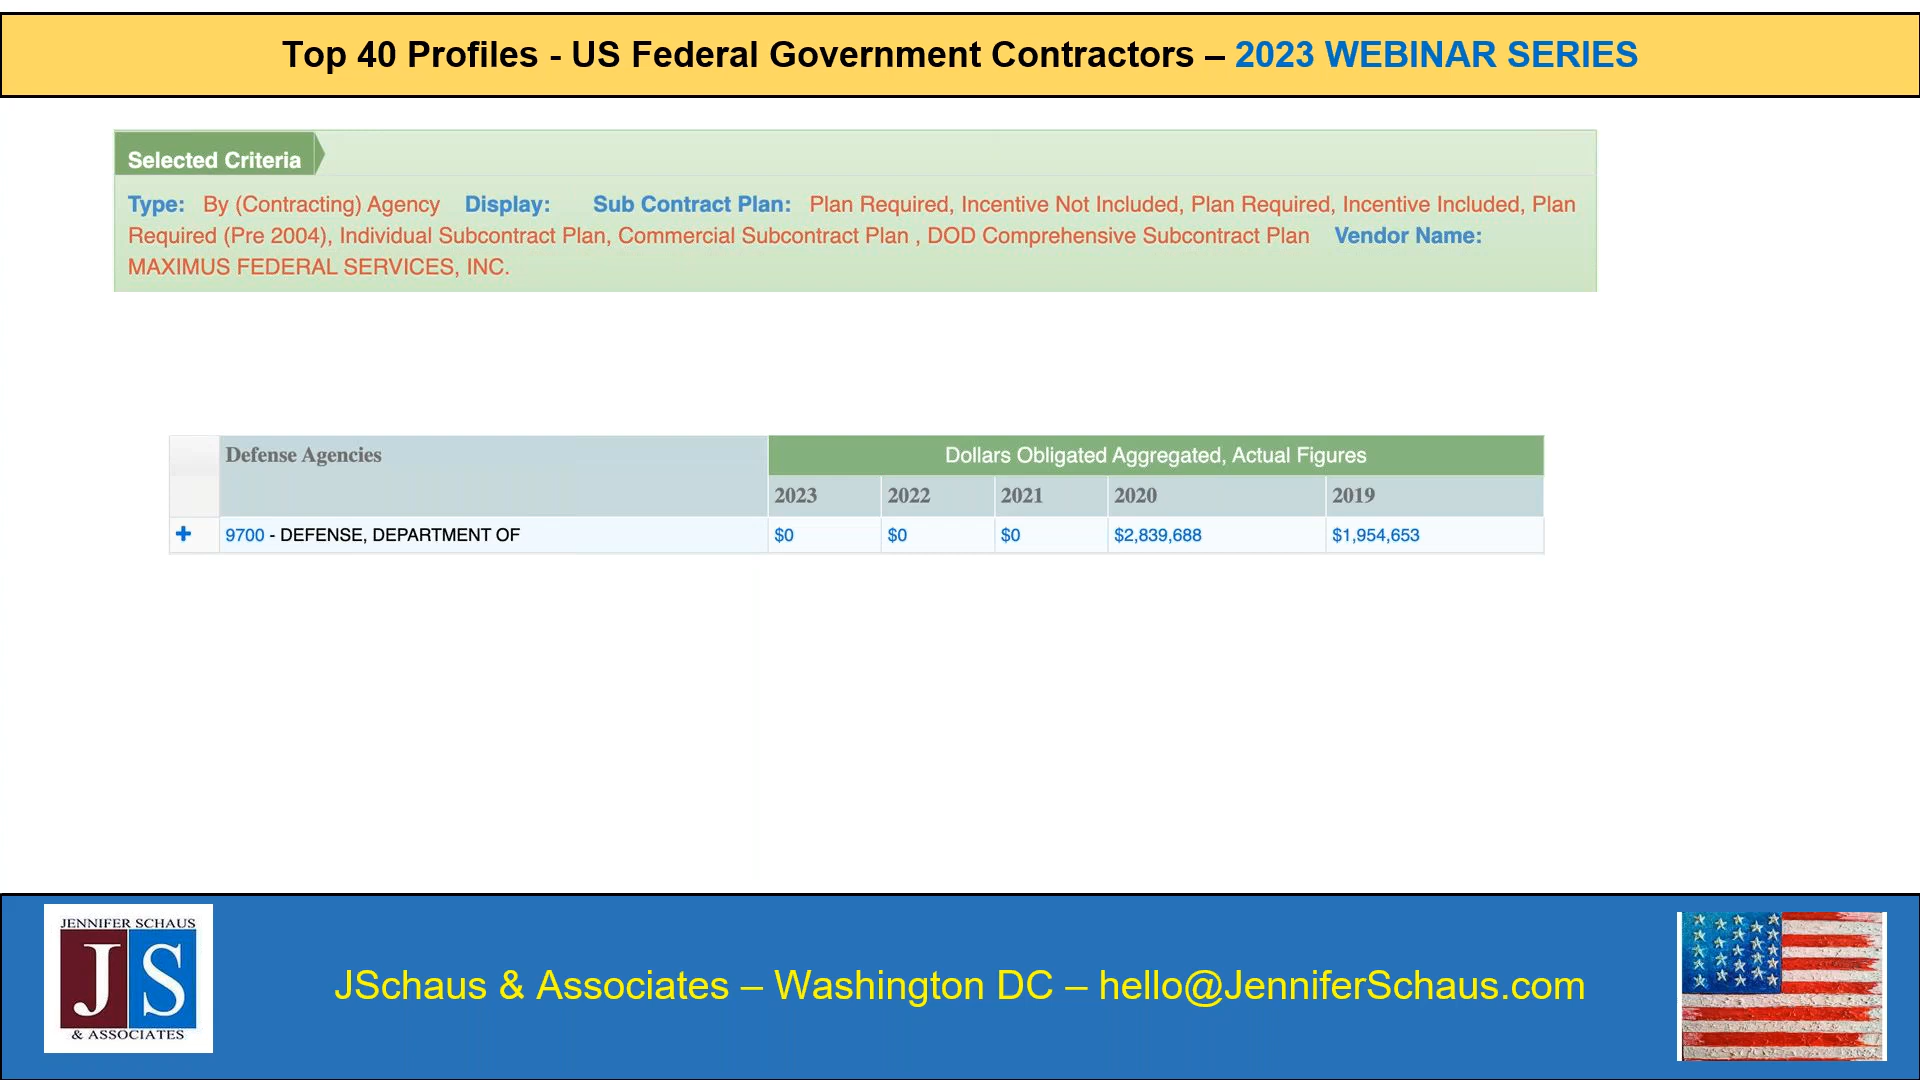 Top 40 Profiles - US Federal Government Contractors – 2023 WEBINAR SERIES
Selected Criteria
Type: By (Contracting) Agency Display: Sub Contract Plan: Plan Required, Incentive Not Included, Plan Required, Incentive Included, Plan
Required (Pre 2004), Individual Subcontract Plan, Commercial Subcontract Plan , DOD Comprehensive Subcontract Plan Vendor Name:
MAXIMUS FEDERAL SERVICES, INC.
Defense Agencies Dollars Obligated Aggregated, Actual Figures
2023 2022 2021 2020 2019
9700 - DEFENSE, DEPARTMENT OF $0 $0 $0 $2,839,688 $1,954,653
JENNIFER SCHAUS
JS
& ASSOCIATES
JSchaus & Associates – Washington DC – hello@JenniferSchaus.com